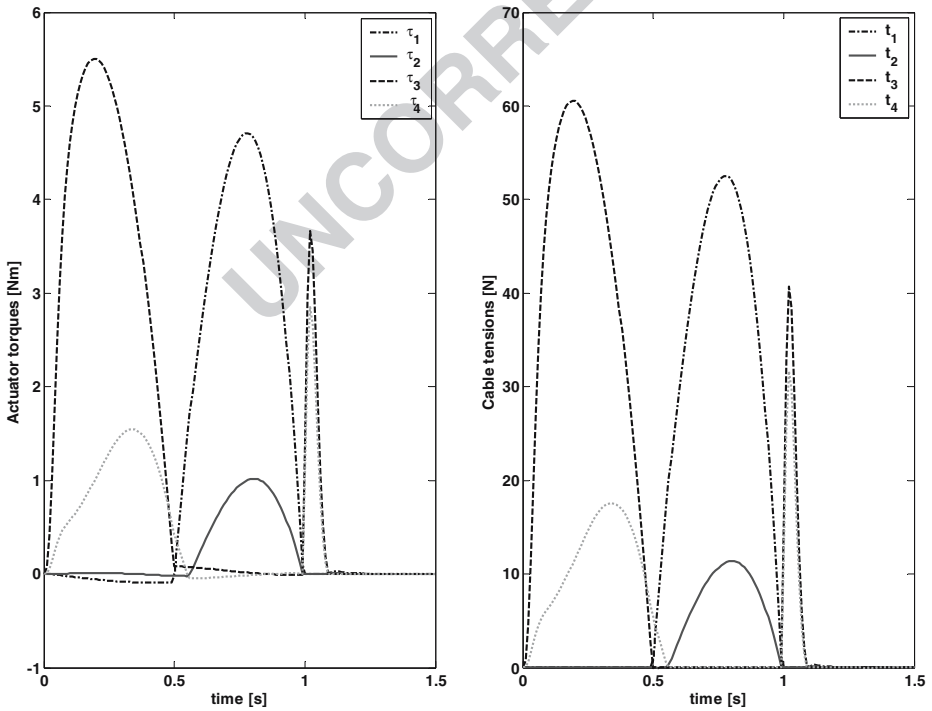 6
5
4
3
2
1
0
-1
Actuator torques [Nm]
0
0.5
1
1.5
time [s]
τ1
τ2
τ3
τ4
70
60
50
40
30
20
10
0
Cable tensions [N]
0
0.5
1
1.5
time [s]
t1
t2
t3
t4
UNCORRE